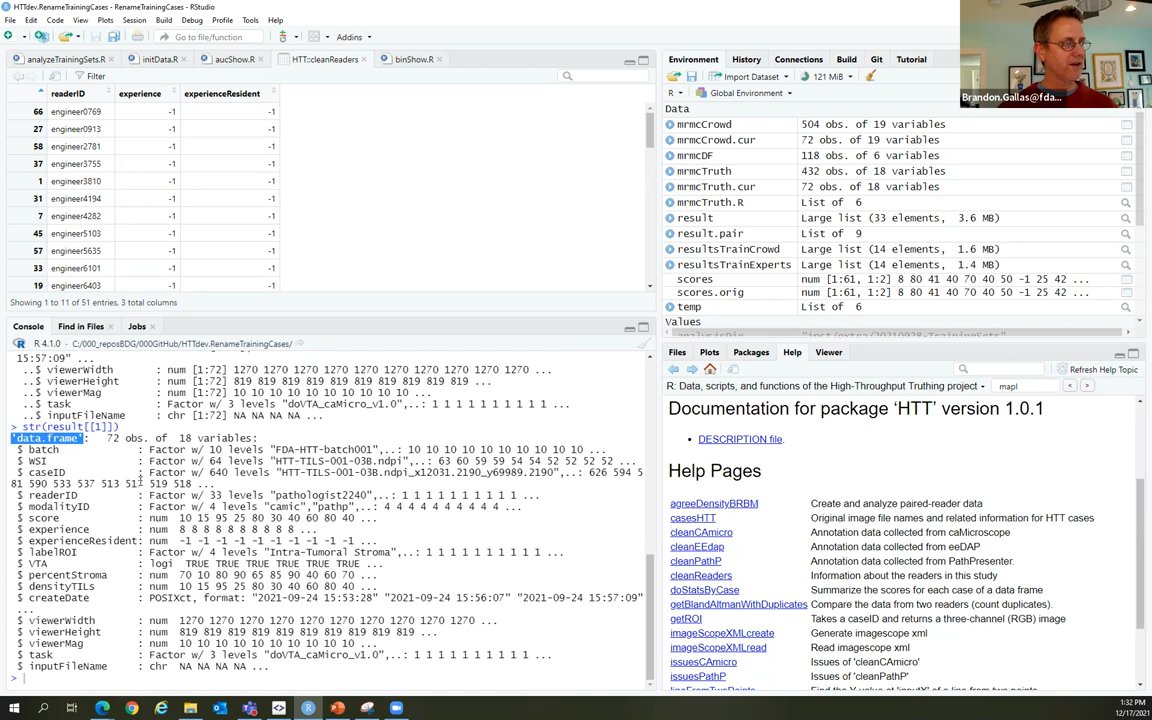 HTTdev.RenameTrainingCases - RStudio
File Edit Code View Plots Session Build Debug Profile Tools Help
Go to file/function Addins
analyzeTrainingSets.R initData.R aucShow.R HTT::cleanReaders binShow.R
Filter
readerID experience experienceResident
66 engineer0769 -1 -1
27 engineer0913 -1 -1
58 engineer2781 -1 -1
37 engineer3755 -1 -1
1 engineer3810 -1 -1
31 engineer4194 -1 -1
7 engineer4282 -1 -1
45 engineer5103 -1 -1
57 engineer5635 -1 -1
33 engineer6101 -1 -1
19 engineer6403 -1 -1
Showing 1 to 11 of 51 entries, 3 total columns
Console Find in Files Jobs
R 4.1.0 · C:/000_reposBDG/000GitHub/HTTdev.RenameTrainingCases/
15:57:09" ...
..$ viewerWidth : num [1:72] 1270 1270 1270 1270 1270 1270 1270 1270 1270 1270 ...
..$ viewerHeight : num [1:72] 819 819 819 819 819 819 819 819 819 819 ...
..$ viewerMag : num [1:72] 10 10 10 10 10 10 10 10 10 10 ...
..$ task : Factor w/ 3 levels "doVTA_caMicro_v1.0",..: 1 1 1 1 1 1 1 1 1 1 ...
..$ inputFileName : chr [1:72] NA NA NA NA ...
> str(result[[1]])
'data.frame': 72 obs. of 18 variables:
$ batch : Factor w/ 10 levels "FDA-HTT-batch001",..: 10 10 10 10 10 10 10 10 10 10 ...
$ WSI : Factor w/ 64 levels "HTT-TILS-001-03B.ndpi",..: 63 60 59 59 54 54 52 52 52 52 ...
$ caseID : Factor w/ 640 levels "HTT-TILS-001-03B.ndpi_x12031.2190_y69989.2190",..: 626 594 5
81 590 533 537 513 517 519 518 ...
$ readerID : Factor w/ 33 levels "pathologist2240",..: 1 1 1 1 1 1 1 1 1 1 ...
$ modalityID : Factor w/ 4 levels "camic","pathp",..: 4 4 4 4 4 4 4 4 4 4 ...
$ score : num 10 15 95 25 80 30 40 60 80 40 ...
$ experience : num 8 8 8 8 8 8 8 8 8 8 ...
$ experienceResident: num -1 -1 -1 -1 -1 -1 -1 -1 -1 -1 ...
$ labelROI : Factor w/ 4 levels "Intra-Tumoral Stroma",..: 1 1 1 1 1 1 1 1 1 1 ...
$ VTA : logi TRUE TRUE TRUE TRUE TRUE TRUE ...
$ percentStroma : num 70 10 80 90 65 85 90 40 60 70 ...
$ densityTILs : num 10 15 95 25 80 30 40 60 80 40 ...
$ createDate : POSIXct, format: "2021-09-24 15:53:28" "2021-09-24 15:56:07" "2021-09-24 15:57:09"
...
$ viewerWidth : num 1270 1270 1270 1270 1270 1270 1270 1270 1270 1270 ...
$ viewerHeight : num 819 819 819 819 819 819 819 819 819 819 ...
$ viewerMag : num 10 10 10 10 10 10 10 10 10 10 ...
$ task : Factor w/ 3 levels "doVTA_caMicro_v1.0",..: 1 1 1 1 1 1 1 1 1 1 ...
$ inputFileName : chr NA NA NA NA ...
>
Environment History Connections Build Git Tutorial
Import Dataset 121 MiB
R Global Environment
Data
mrmcCrowd 504 obs. of 19 variables
mrmcCrowd.cur 72 obs. of 19 variables
mrmcDF 118 obs. of 6 variables
mrmcTruth 432 obs. of 18 variables
mrmcTruth.cur 72 obs. of 18 variables
mrmcTruth.R List of 6
result Large list (33 elements, 3.6 MB)
result.pair List of 9
resultsTrainCrowd Large list (14 elements, 1.6 MB)
resultsTrainExperts Large list (14 elements, 1.4 MB)
scores num [1:61, 1:2] 8 80 41 40 70 40 50 -1 25 42 ...
scores.orig num [1:61, 1:2] 8 80 41 40 70 40 50 -1 25 42 ...
temp List of 6
Values
Files Plots Packages Help Viewer
Refresh Help Topic
R: Data, scripts, and functions of the High-Throughput Truthing project mapl
Documentation for package ‘HTT’ version 1.0.1
DESCRIPTION file.
Help Pages
agreeDensityBRBM Create and analyze paired-reader data
casesHTT Original image file names and related information for HTT cases
cleanCAmicro Annotation data collected from caMicroscope
cleanEEdap Annotation data collected from eeDAP
cleanPathP Annotation data collected from PathPresenter.
cleanReaders Information about the readers in this study
doStatsByCase Summarize the scores for each case of a data frame
getBlandAltmanWithDuplicates Compare the data from two readers (count duplicates).
getROI Takes a caseID and returns a three-channel (RGB) image
imageScopeXMLcreate Generate imagescope xml
imageScopeXMLread Read imagescope xml
issuesCAmicro Issues of 'cleanCAmicro'
issuesPathP Issues of 'cleanPathP'
Brandon.Gallas@fda...
1:32 PM
12/17/2021